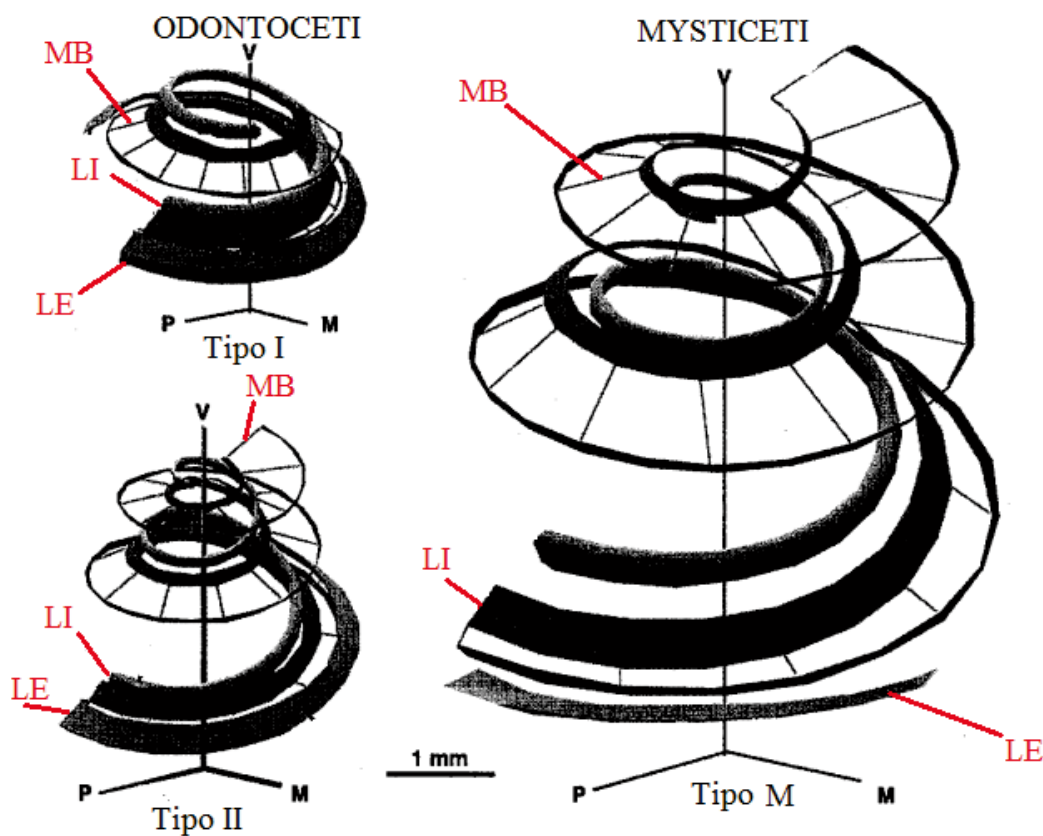 ODONTOCETI
V
MB
LI
LE
P
M
Tipo I
MB
V
LI
LE
P
M
Tipo II
1 mm
MYSTICETI
V
MB
LI
LE
P
M
Tipo M